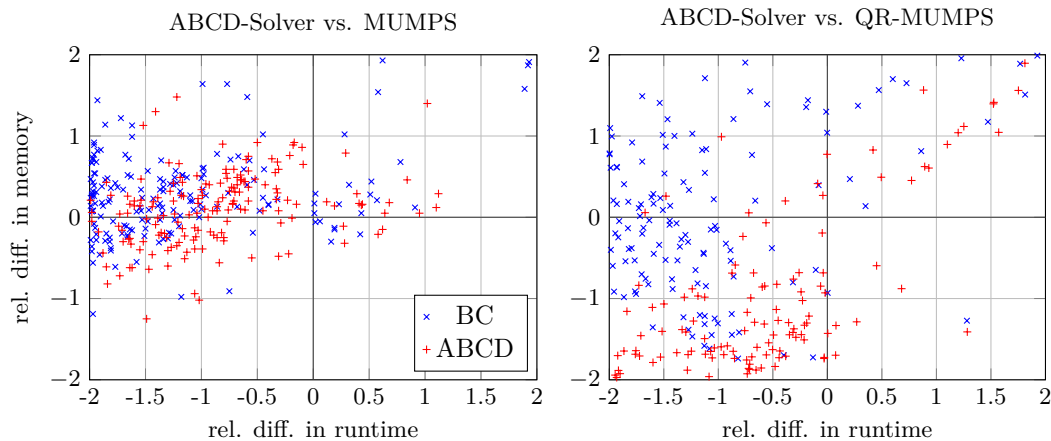 ABCD-Solver vs. MUMPS
2
1
0
−1
−2
rel. diff. in memory
-2 -1.5 -1 -0.5 0 0.5 1 1.5 2
rel. diff. in runtime
BC
ABCD
ABCD-Solver vs. QR-MUMPS
2
1
0
−1
−2
-2 -1.5 -1 -0.5 0 0.5 1 1.5 2
rel. diff. in runtime